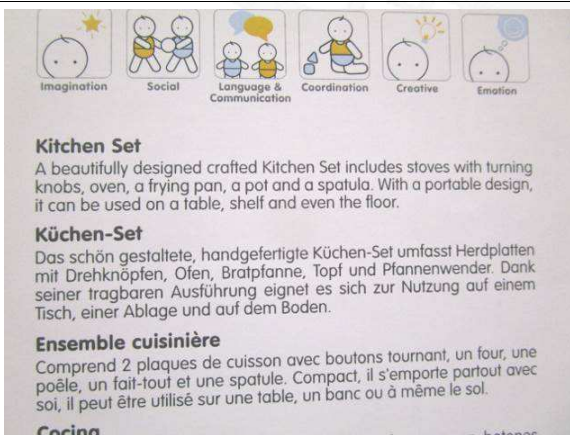 Imagination
Social
Language &
Communication
Coordination
Creative
Emotion
Kitchen Set
A beautifully designed crafted Kitchen Set includes stoves with turning
knobs, oven, a frying pan, a pot and a spatula. With a portable design,
it can be used on a table, shelf and even the floor.
Küchen-Set
Das schön gestaltete, handgefertigte Küchen-Set umfasst Herdplatten
mit Drehknöpfen, Ofen, Bratpfanne, Topf und Pfannenwender. Dank
seiner tragbaren Ausführung eignet es sich zur Nutzung auf einem
Tisch, einer Ablage und auf dem Boden.
Ensemble cuisinière
Comprend 2 plaques de cuisson avec boutons tournant, un four, une
poêle, un fait-tout et une spatule. Compact, il s'emporte partout avec
soi, il peut être utilisé sur une table, un banc ou à même le sol.
Cocina